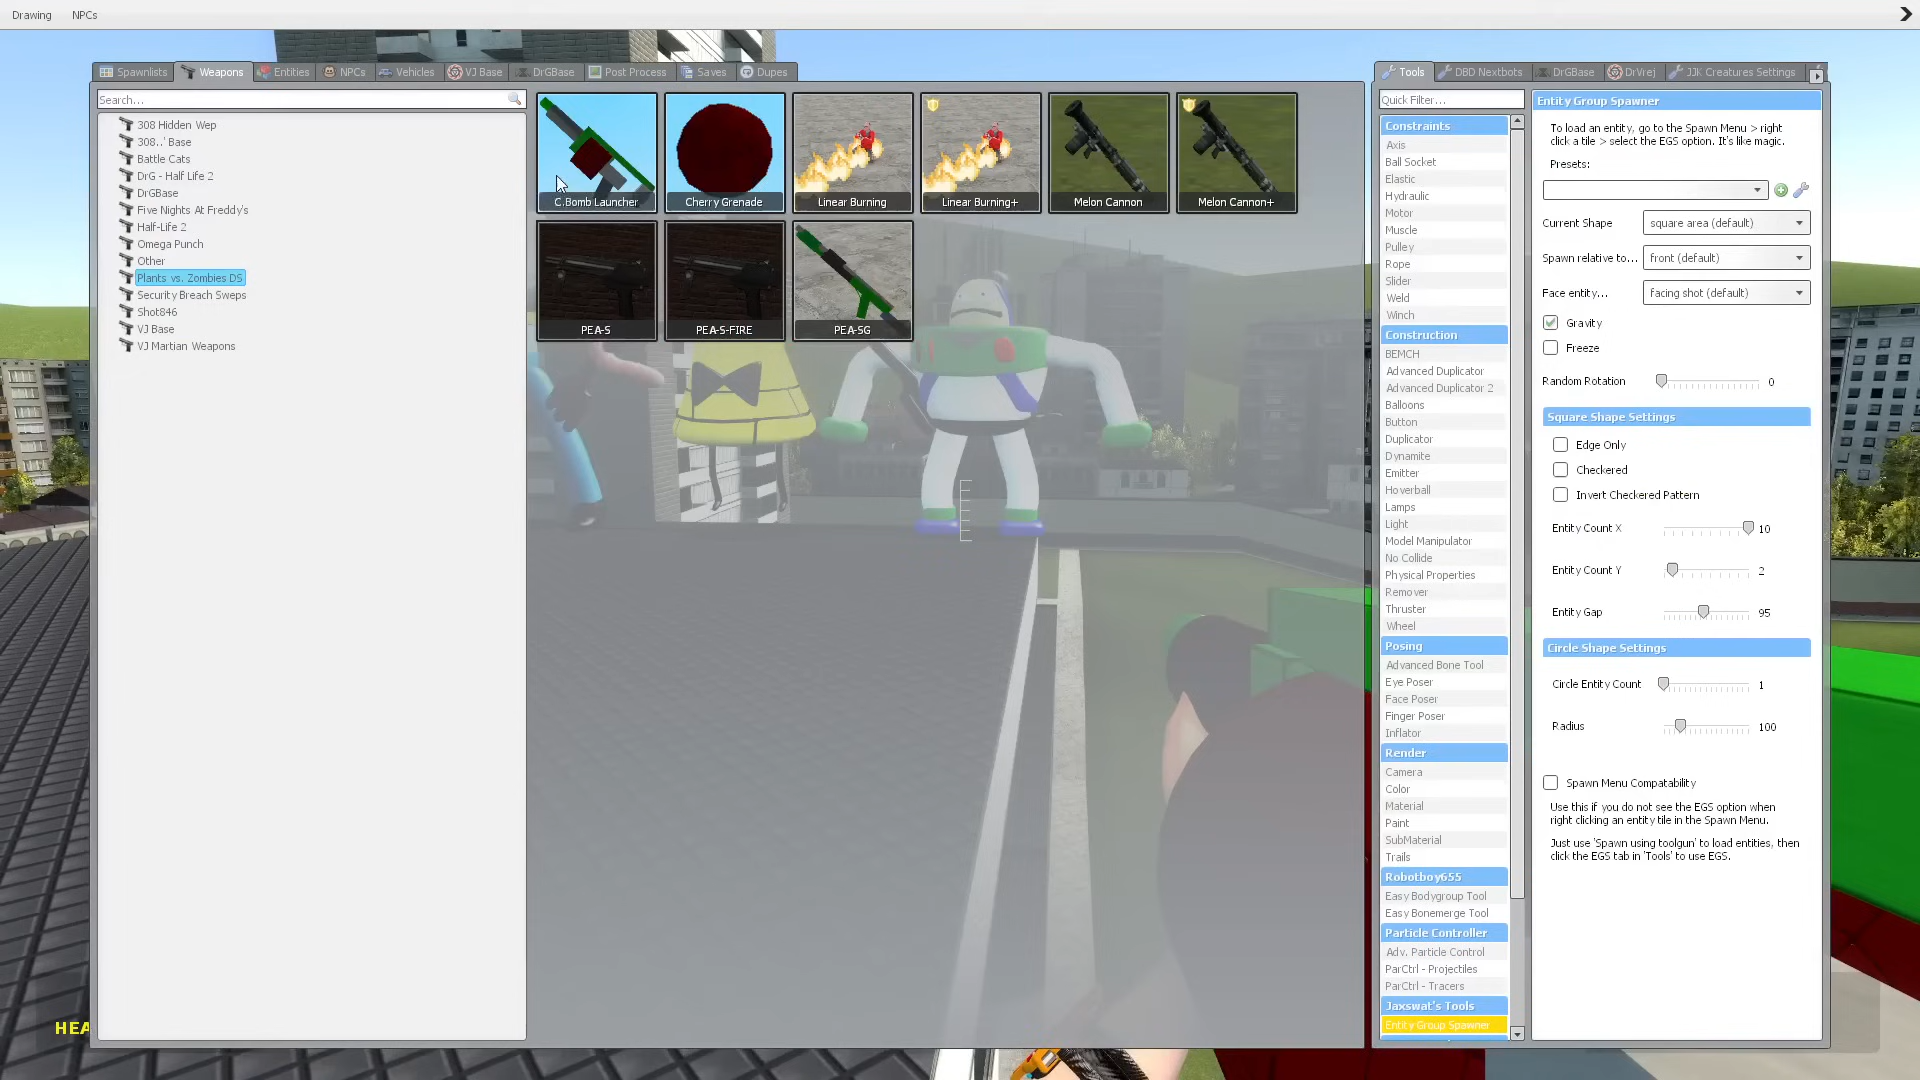 Drawing NPCs
Spawnlists Weapons Entities NPCs Vehicles VJ Base DrGBase Post Process Saves Dupes
Search...
308 Hidden Wep
308..' Base
Battle Cats
DrG - Half Life 2
DrGBase
Five Nights At Freddy's
Half-Life 2
Omega Punch
Other
Plants vs. Zombies DS
Security Breach Sweps
Shot846
VJ Base
VJ Martian Weapons
C.Bomb Launcher
Cherry Grenade
Linear Burning
Linear Burning+
Melon Cannon
Melon Cannon+
PEA-S
PEA-S-FIRE
PEA-SG
HEA
Tools DBD Nextbots DrGBase DrVrej JJK Creatures Settings
Quick Filter...
Constraints
Axis
Ball Socket
Elastic
Hydraulic
Motor
Muscle
Pulley
Rope
Slider
Weld
Winch
Construction
BEMCH
Advanced Duplicator
Advanced Duplicator 2
Balloons
Button
Duplicator
Dynamite
Emitter
Hoverball
Lamps
Light
Model Manipulator
No Collide
Physical Properties
Remover
Thruster
Wheel
Posing
Advanced Bone Tool
Eye Poser
Face Poser
Finger Poser
Inflator
Render
Camera
Color
Material
Paint
SubMaterial
Trails
Robotboy655
Easy Bodygroup Tool
Easy Bonemerge Tool
Particle Controller
Adv. Particle Control
ParCtrl - Projectiles
ParCtrl - Tracers
Jaxswat's Tools
Entity Group Spawner
Entity Group Spawner
To load an entity, go to the Spawn Menu > right
click a tile > select the EGS option. It's like magic.
Presets:
Current Shape square area (default)
Spawn relative to... front (default)
Face entity... facing shot (default)
Gravity
Freeze
Random Rotation 0
Square Shape Settings
Edge Only
Checkered
Invert Checkered Pattern
Entity Count X 10
Entity Count Y 2
Entity Gap 95
Circle Shape Settings
Circle Entity Count 1
Radius 100
Spawn Menu Compatability
Use this if you do not see the EGS option when
right clicking an entity tile in the Spawn Menu.
Just use 'Spawn using toolgun' to load entities, then
click the EGS tab in 'Tools' to use EGS.